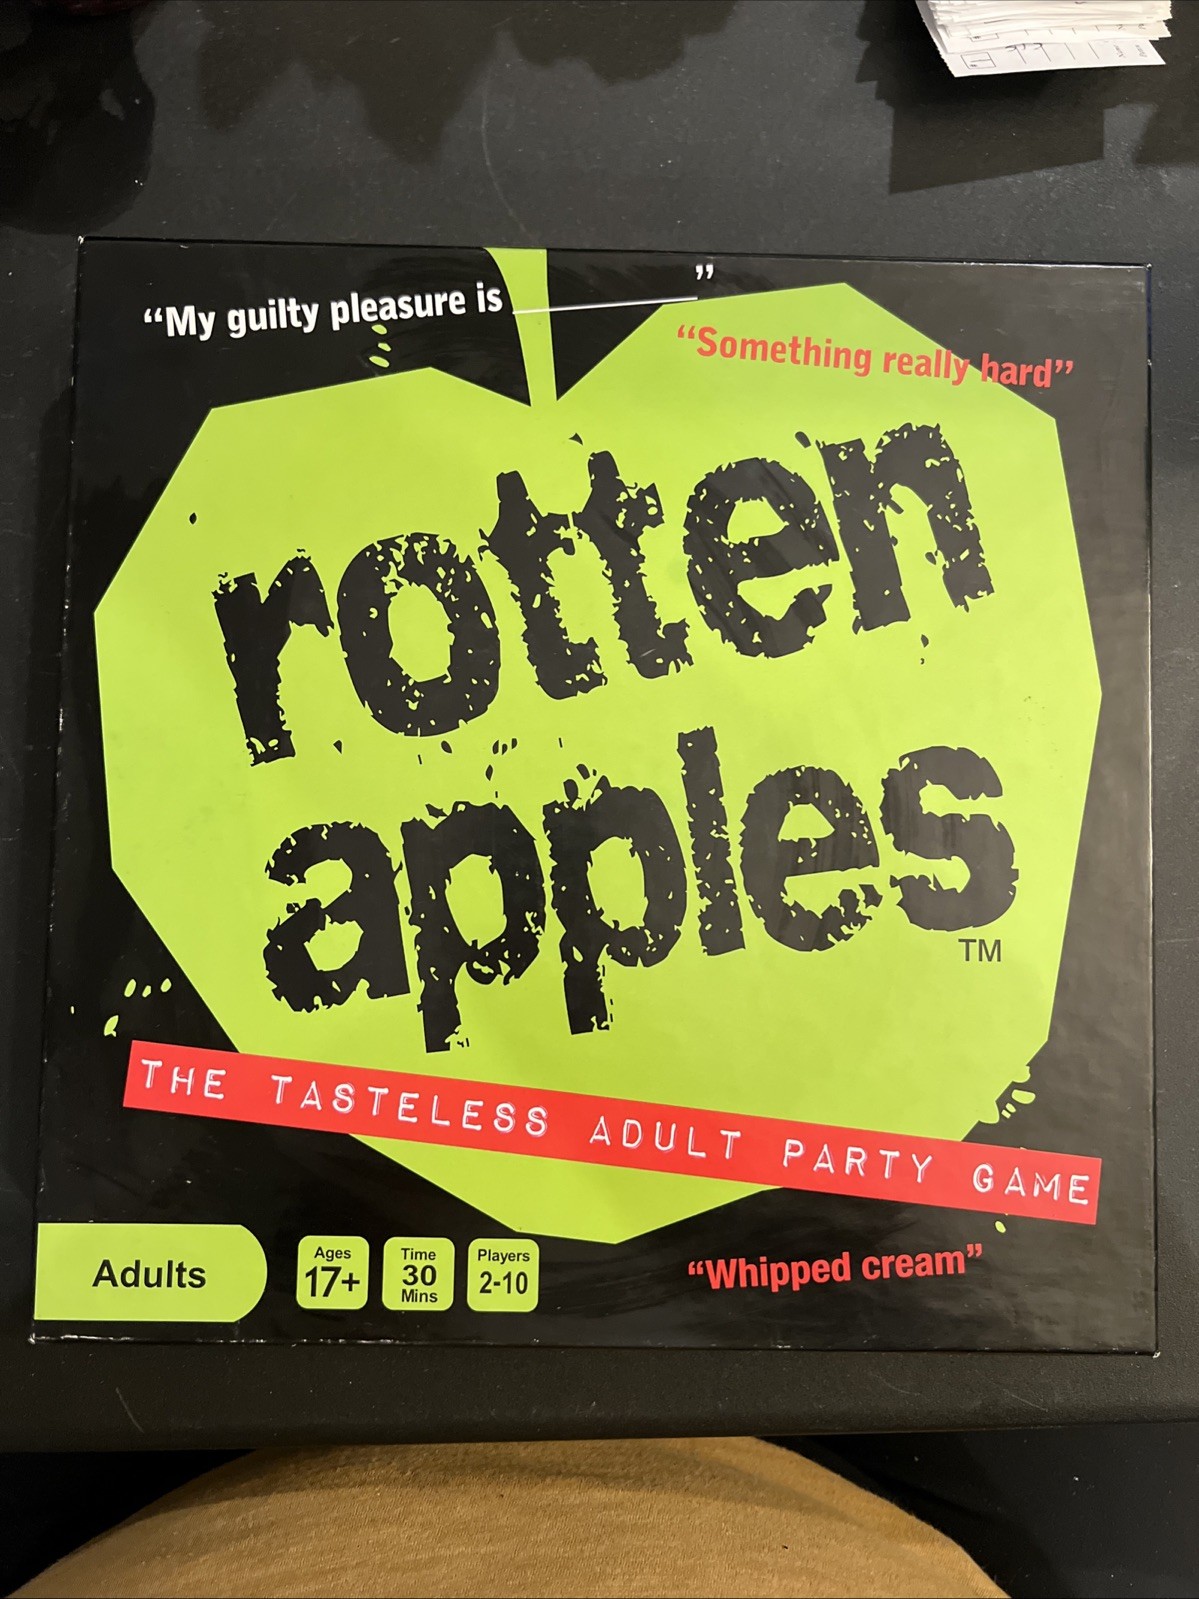 “My guilty pleasure is ________”
“Something really hard”
rotten
apples
TM
THE TASTELESS ADULT PARTY GAME
Adults
Ages
17+
Time
30
Mins
Players
2-10
“Whipped cream”